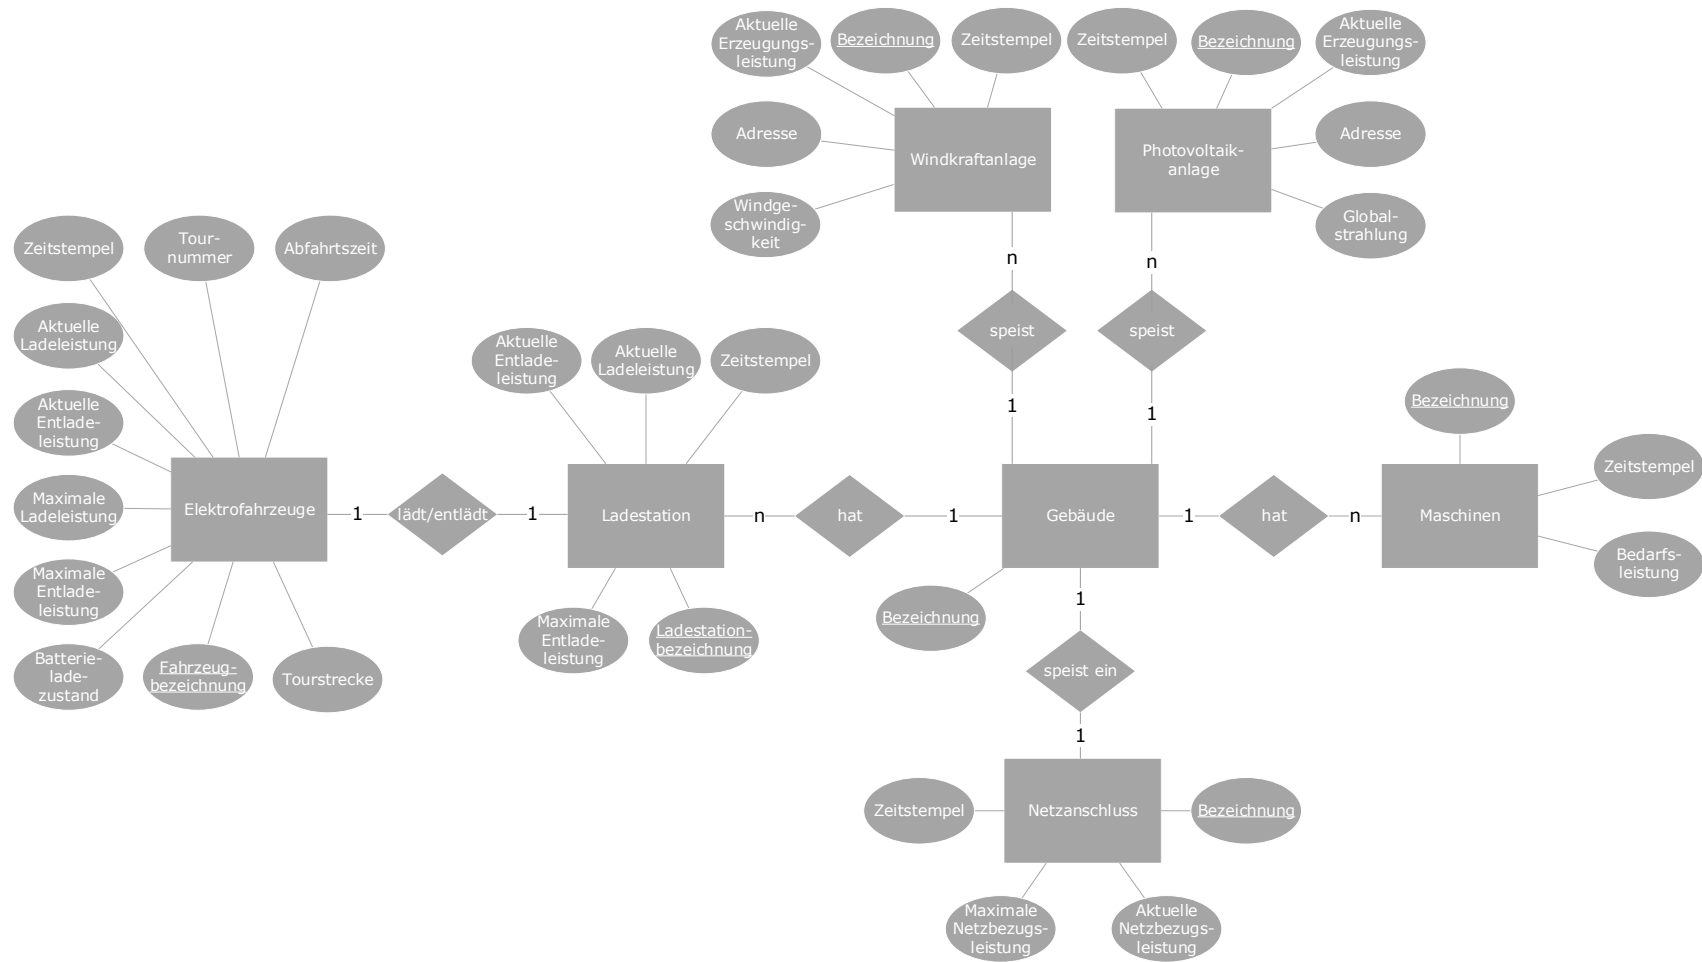 Aktuelle
Erzeugungs-
leistung
Bezeichnung
Zeitstempel
Zeitstempel
Bezeichnung
Aktuelle
Erzeugungs-
leistung
Adresse
Windkraftanlage
Photovoltaik-
anlage
Adresse
Windge-
schwindig-
keit
Global-
strahlung
n
n
speist
speist
1
1
Zeitstempel
Tour-
nummer
Abfahrtszeit
Aktuelle
Ladeleistung
Aktuelle
Entlade-
leistung
Maximale
Ladeleistung
Maximale
Entlade-
leistung
Batterie-
lade-
zustand
Fahrzeug-
bezeichnung
Tourstrecke
Elektrofahrzeuge
1
lädt/entlädt
1
Aktuelle
Entlade-
leistung
Aktuelle
Ladeleistung
Zeitstempel
Ladestation
Maximale
Entlade-
leistung
Ladestation-
bezeichnung
n
hat
1
Gebäude
Bezeichnung
1
hat
n
Bezeichnung
Maschinen
Zeitstempel
Bedarfs-
leistung
1
speist ein
1
Zeitstempel
Netzanschluss
Bezeichnung
Maximale
Netzbezugs-
leistung
Aktuelle
Netzbezugs-
leistung